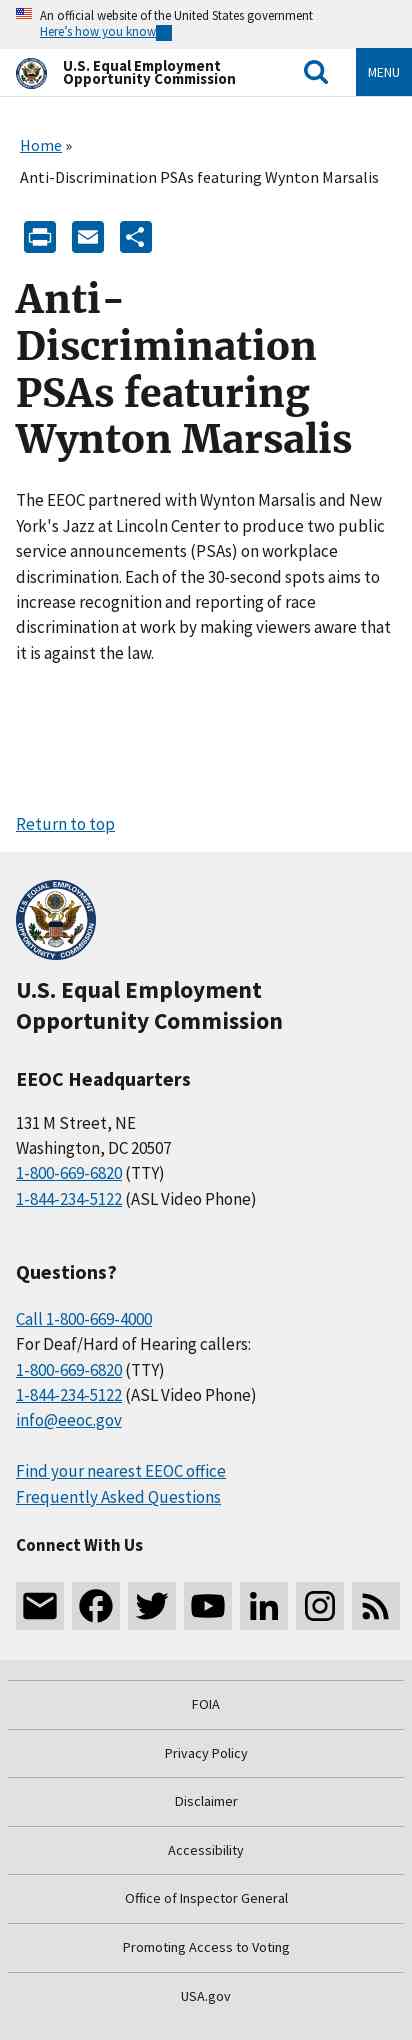 An official website of the United States government
Here's how you know
U.S. Equal Employment
Opportunity Commission
MENU
Home »
Anti-Discrimination PSAs featuring Wynton Marsalis
Anti-
Discrimination
PSAs featuring
Wynton Marsalis
The EEOC partnered with Wynton Marsalis and New
York's Jazz at Lincoln Center to produce two public
service announcements (PSAs) on workplace
discrimination. Each of the 30-second spots aims to
increase recognition and reporting of race
discrimination at work by making viewers aware that
it is against the law.
Return to top
U.S. EQUAL EMPLOYMENT
OPPORTUNITY COMMISSION
U.S. Equal Employment
Opportunity Commission
EEOC Headquarters
131 M Street, NE
Washington, DC 20507
1-800-669-6820 (TTY)
1-844-234-5122 (ASL Video Phone)
Questions?
Call 1-800-669-4000
For Deaf/Hard of Hearing callers:
1-800-669-6820 (TTY)
1-844-234-5122 (ASL Video Phone)
info@eeoc.gov
Find your nearest EEOC office
Frequently Asked Questions
Connect With Us
FOIA
Privacy Policy
Disclaimer
Accessibility
Office of Inspector General
Promoting Access to Voting
USA.gov